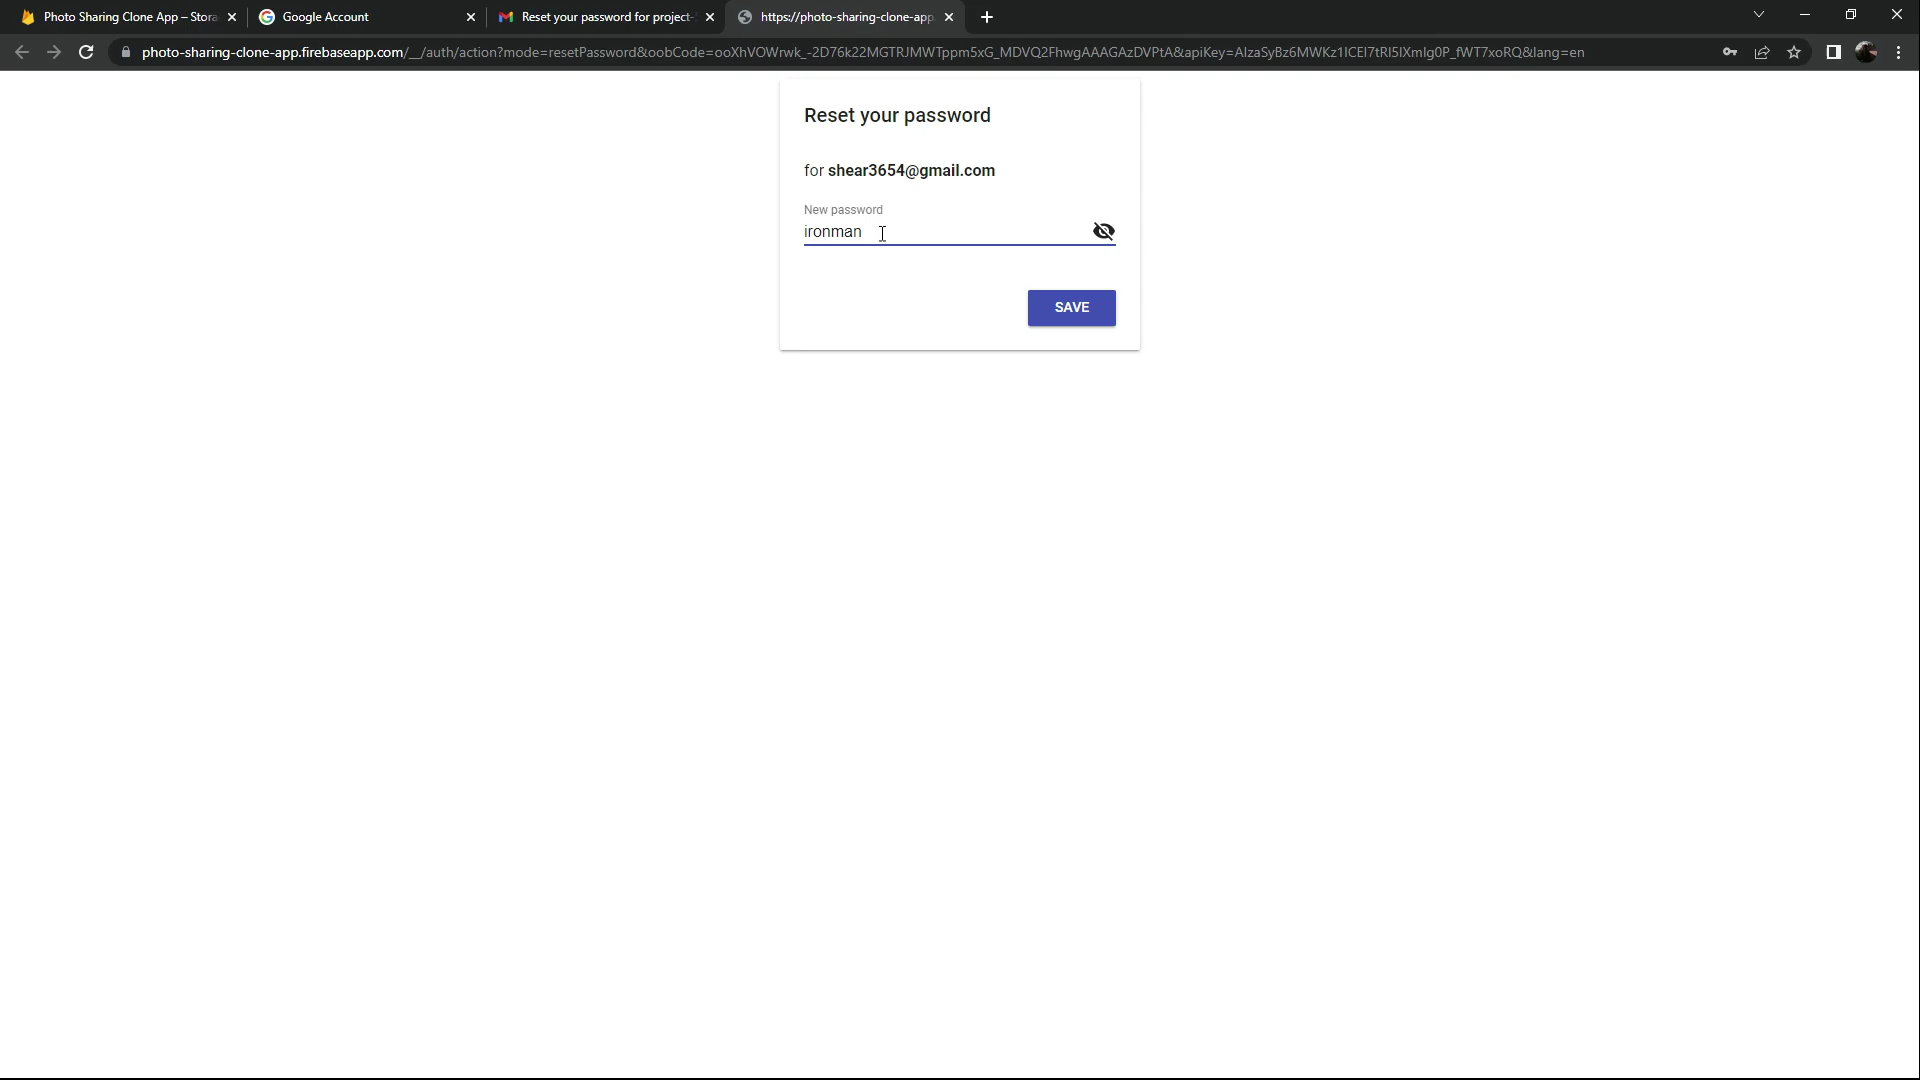 Photo Sharing Clone App – Stora
Google Account
Reset your password for project-
https://photo-sharing-clone-app.
photo-sharing-clone-app.firebaseapp.com/__/auth/action?mode=resetPassword&oobCode=ooXhVOWrwk_-2D76k22MGTRJMWTppm5xG_MDVQ2FhwgAAAGAzDVPtA&apiKey=AIzaSyBz6MWKz1ICEI7tRI5IXmIg0P_fWT7xoRQ&lang=en
Reset your password
for shear3654@gmail.com
New password
ironman
SAVE